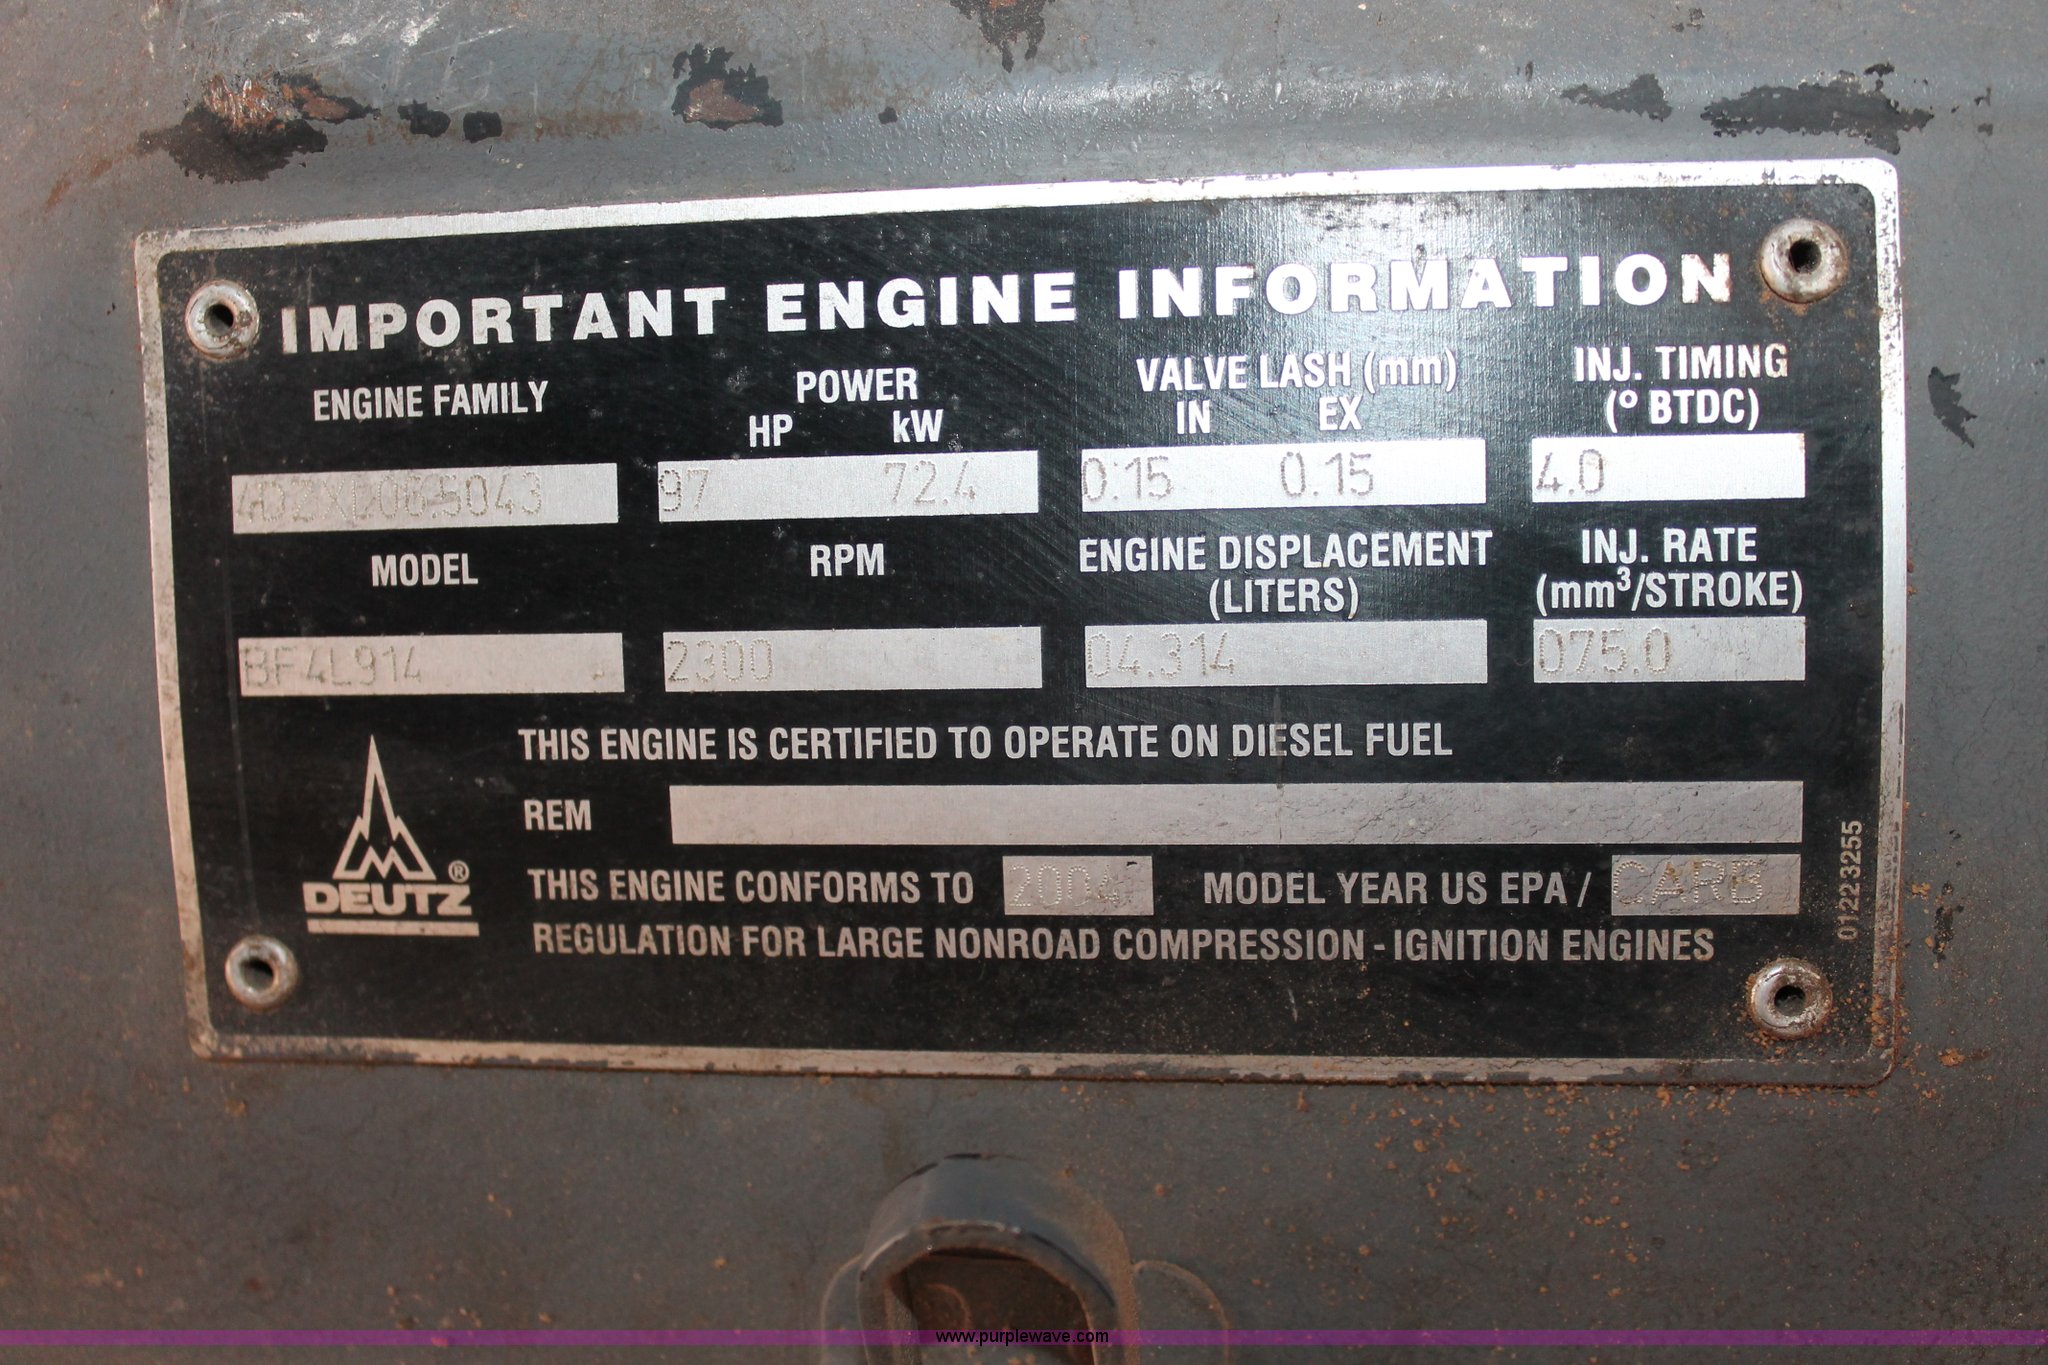 IMPORTANT ENGINE INFORMATION
ENGINE FAMILY
POWER
HP kW
VALVE LASH (mm)
IN EX
INJ. TIMING
(° BTDC)
4DZXL06.5043
97 72.4
0.15 0.15
4.0
MODEL
RPM
ENGINE DISPLACEMENT
(LITERS)
INJ. RATE
(mm³/STROKE)
BF4L914
2300
04.314
075.0
THIS ENGINE IS CERTIFIED TO OPERATE ON DIESEL FUEL
REM
THIS ENGINE CONFORMS TO 2004 MODEL YEAR US EPA / CARB
REGULATION FOR LARGE NONROAD COMPRESSION - IGNITION ENGINES
DEUTZ®
01223255
www.purplewave.com